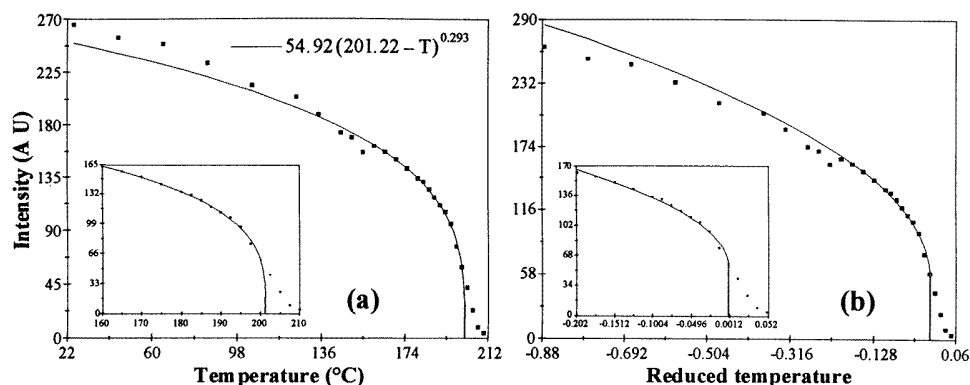 270
225
180
135
90
45
0
Intensity (A U)
54.92(201.22 – T)^0.293
165
132
99
66
33
0
160 170 180 190 200 210
(a)
22 60 98 136 174 212
Temperature (°C)
290
232
174
116
58
0
170
136
102
68
34
0
-0.202 -0.1512 -0.1004 -0.0496 0.0012 0.052
(b)
-0.88 -0.692 -0.504 -0.316 -0.128 0.06
Reduced temperature